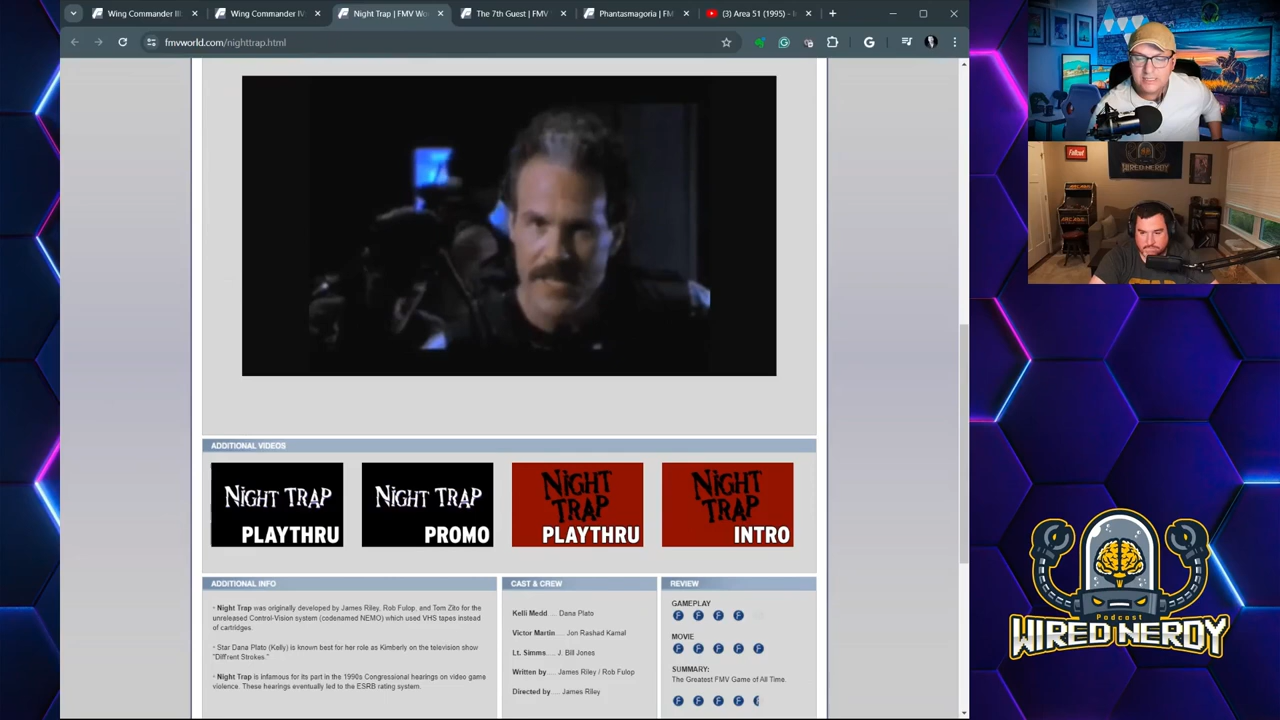 Wing Commander III
Wing Commander IV
Night Trap | FMV Wo
The 7th Guest | FMV
Phantasmagoria | FM
(3) Area 51 (1995) -
fmvworld.com/nighttrap.html
ADDITIONAL VIDEOS
NIGHT TRAP
PLAYTHRU
NIGHT TRAP
PROMO
NIGHT
TRAP
PLAYTHRU
NIGHT
TRAP
INTRO
ADDITIONAL INFO
· Night Trap was originally developed by James Riley, Rob Fulop, and Tom Zito for the
unreleased Control-Vision system (codenamed NEMO) which used VHS tapes instead
of cartridges.
· Star Dana Plato (Kelly) is known best for her role as Kimberly on the television show
"Diff'rent Strokes."
· Night Trap is infamous for its part in the 1990s Congressional hearings on video game
violence. These hearings eventually led to the ESRB rating system.
CAST & CREW
Kelli Medd.... Dana Plato
Victor Martin.... Jon Rashad Kamal
Lt. Simms.... J. Bill Jones
Written by.... James Riley / Rob Fulop
Directed by.... James Riley
REVIEW
GAMEPLAY
F F F F
MOVIE
F F F F F
SUMMARY:
The Greatest FMV Game of All Time.
F F F F
Fallout
WIRED NERDY
ARCADE
Podcast
WIRED NERDY